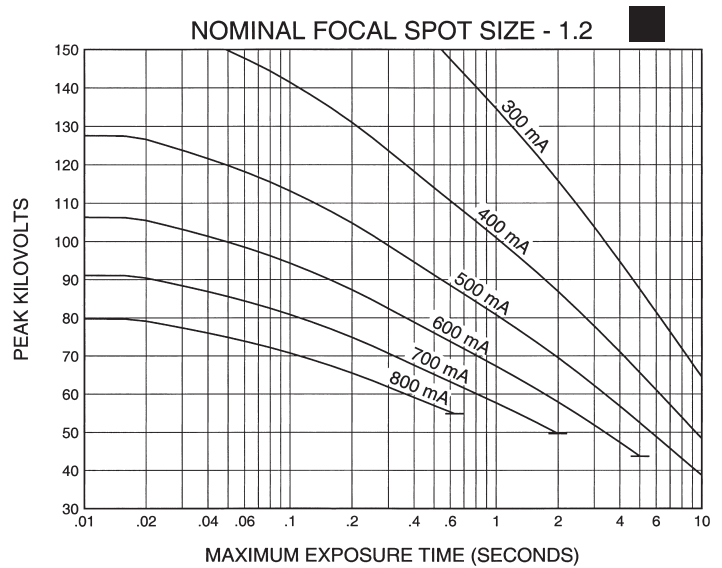 NOMINAL FOCAL SPOT SIZE - 1.2
150
140
130
120
110
100
90
80
70
60
50
40
30
PEAK KILOVOLTS
300 mA
400 mA
500 mA
600 mA
700 mA
800 mA
.01 .02 .04 .06 .1 .2 .4 .6 1 2 4 6 10
MAXIMUM EXPOSURE TIME (SECONDS)